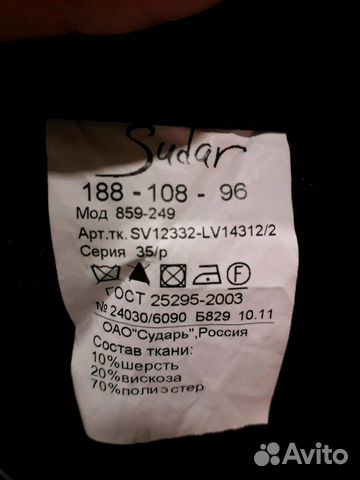 Sudar
188 - 108 - 96
Мод 859-249
Арт.тк. SV12332-LV14312/2
Серия 35/р
F
ГОСТ 25295-2003
№ 24030/6090 Б829 10.11
ОАО"Сударь",Россия
Состав ткани:
10%шерсть
20%вискоза
70%полиэстер
Avito